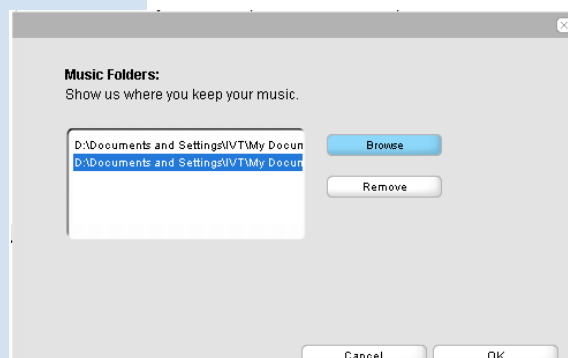 Music Folders:
Show us where you keep your music.
D:\Documents and Settings\IVT\My Docum
D:\Documents and Settings\IVT\My Docum
Browse
Remove
Cancel
OK